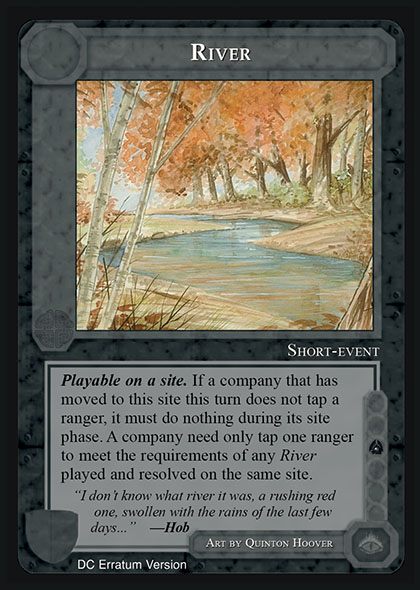 River
Short-event
Playable on a site. If a company that has
moved to this site this turn does not tap a
ranger, it must do nothing during its site
phase. A company need only tap one ranger
to meet the requirements of any River
played and resolved on the same site.
“I don’t know what river it was, a rushing red
one, swollen with the rains of the last few
days...” —Hob
Art by Quinton Hoover
DC Erratum Version